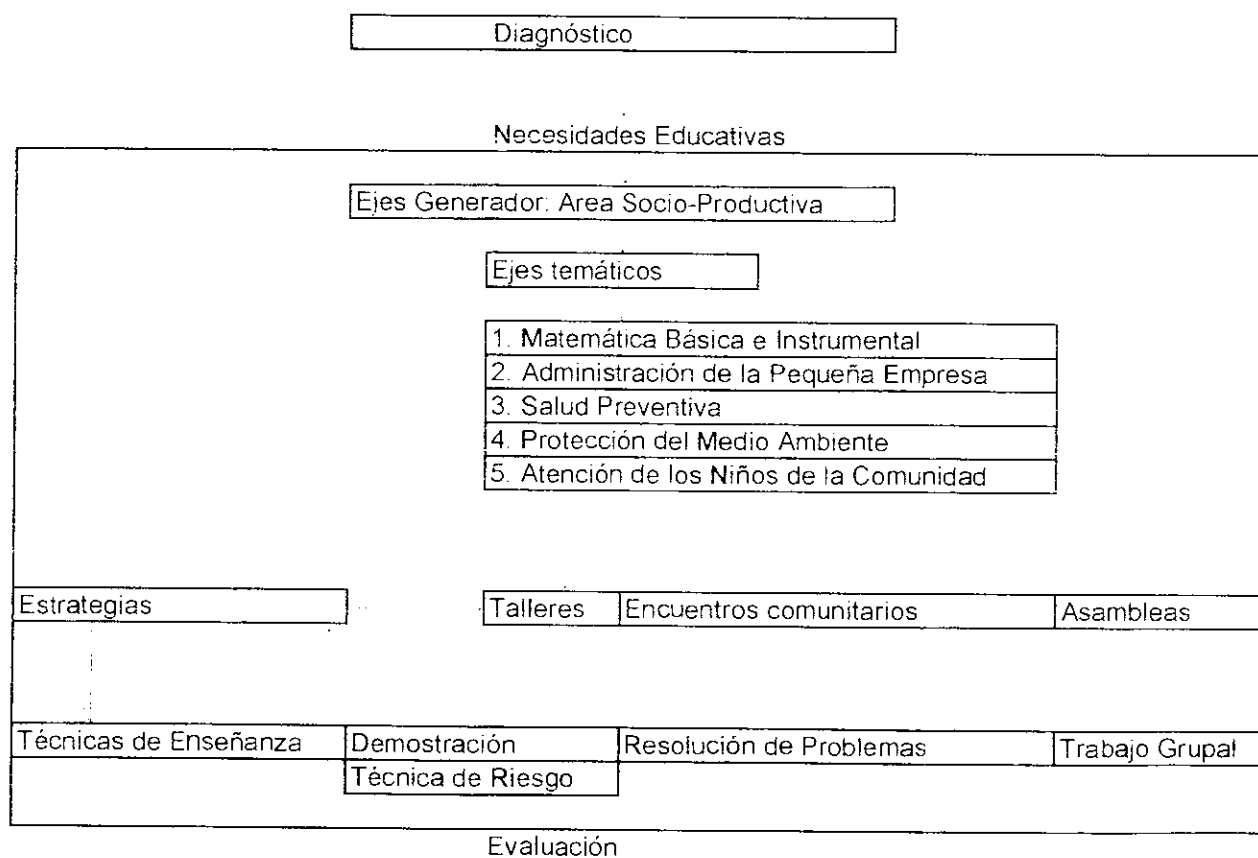 Diagnóstico
Necesidades Educativas
Ejes Generador: Area Socio-Productiva
Ejes temáticos
1. Matemática Básica e Instrumental
2. Administración de la Pequeña Empresa
3. Salud Preventiva
4. Protección del Medio Ambiente
5. Atención de los Niños de la Comunidad
Estrategias Talleres Encuentros comunitarios Asambleas
Técnicas de Enseñanza Demostración Resolución de Problemas Trabajo Grupal
Técnica de Riesgo
Evaluación